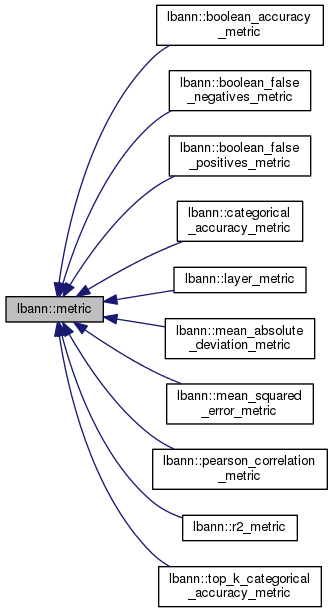 lbann::boolean_accuracy
_metric
lbann::boolean_false
_negatives_metric
lbann::boolean_false
_positives_metric
lbann::categorical
_accuracy_metric
lbann::layer_metric
lbann::metric
lbann::mean_absolute
_deviation_metric
lbann::mean_squared
_error_metric
lbann::pearson_correlation
_metric
lbann::r2_metric
lbann::top_k_categorical
_accuracy_metric